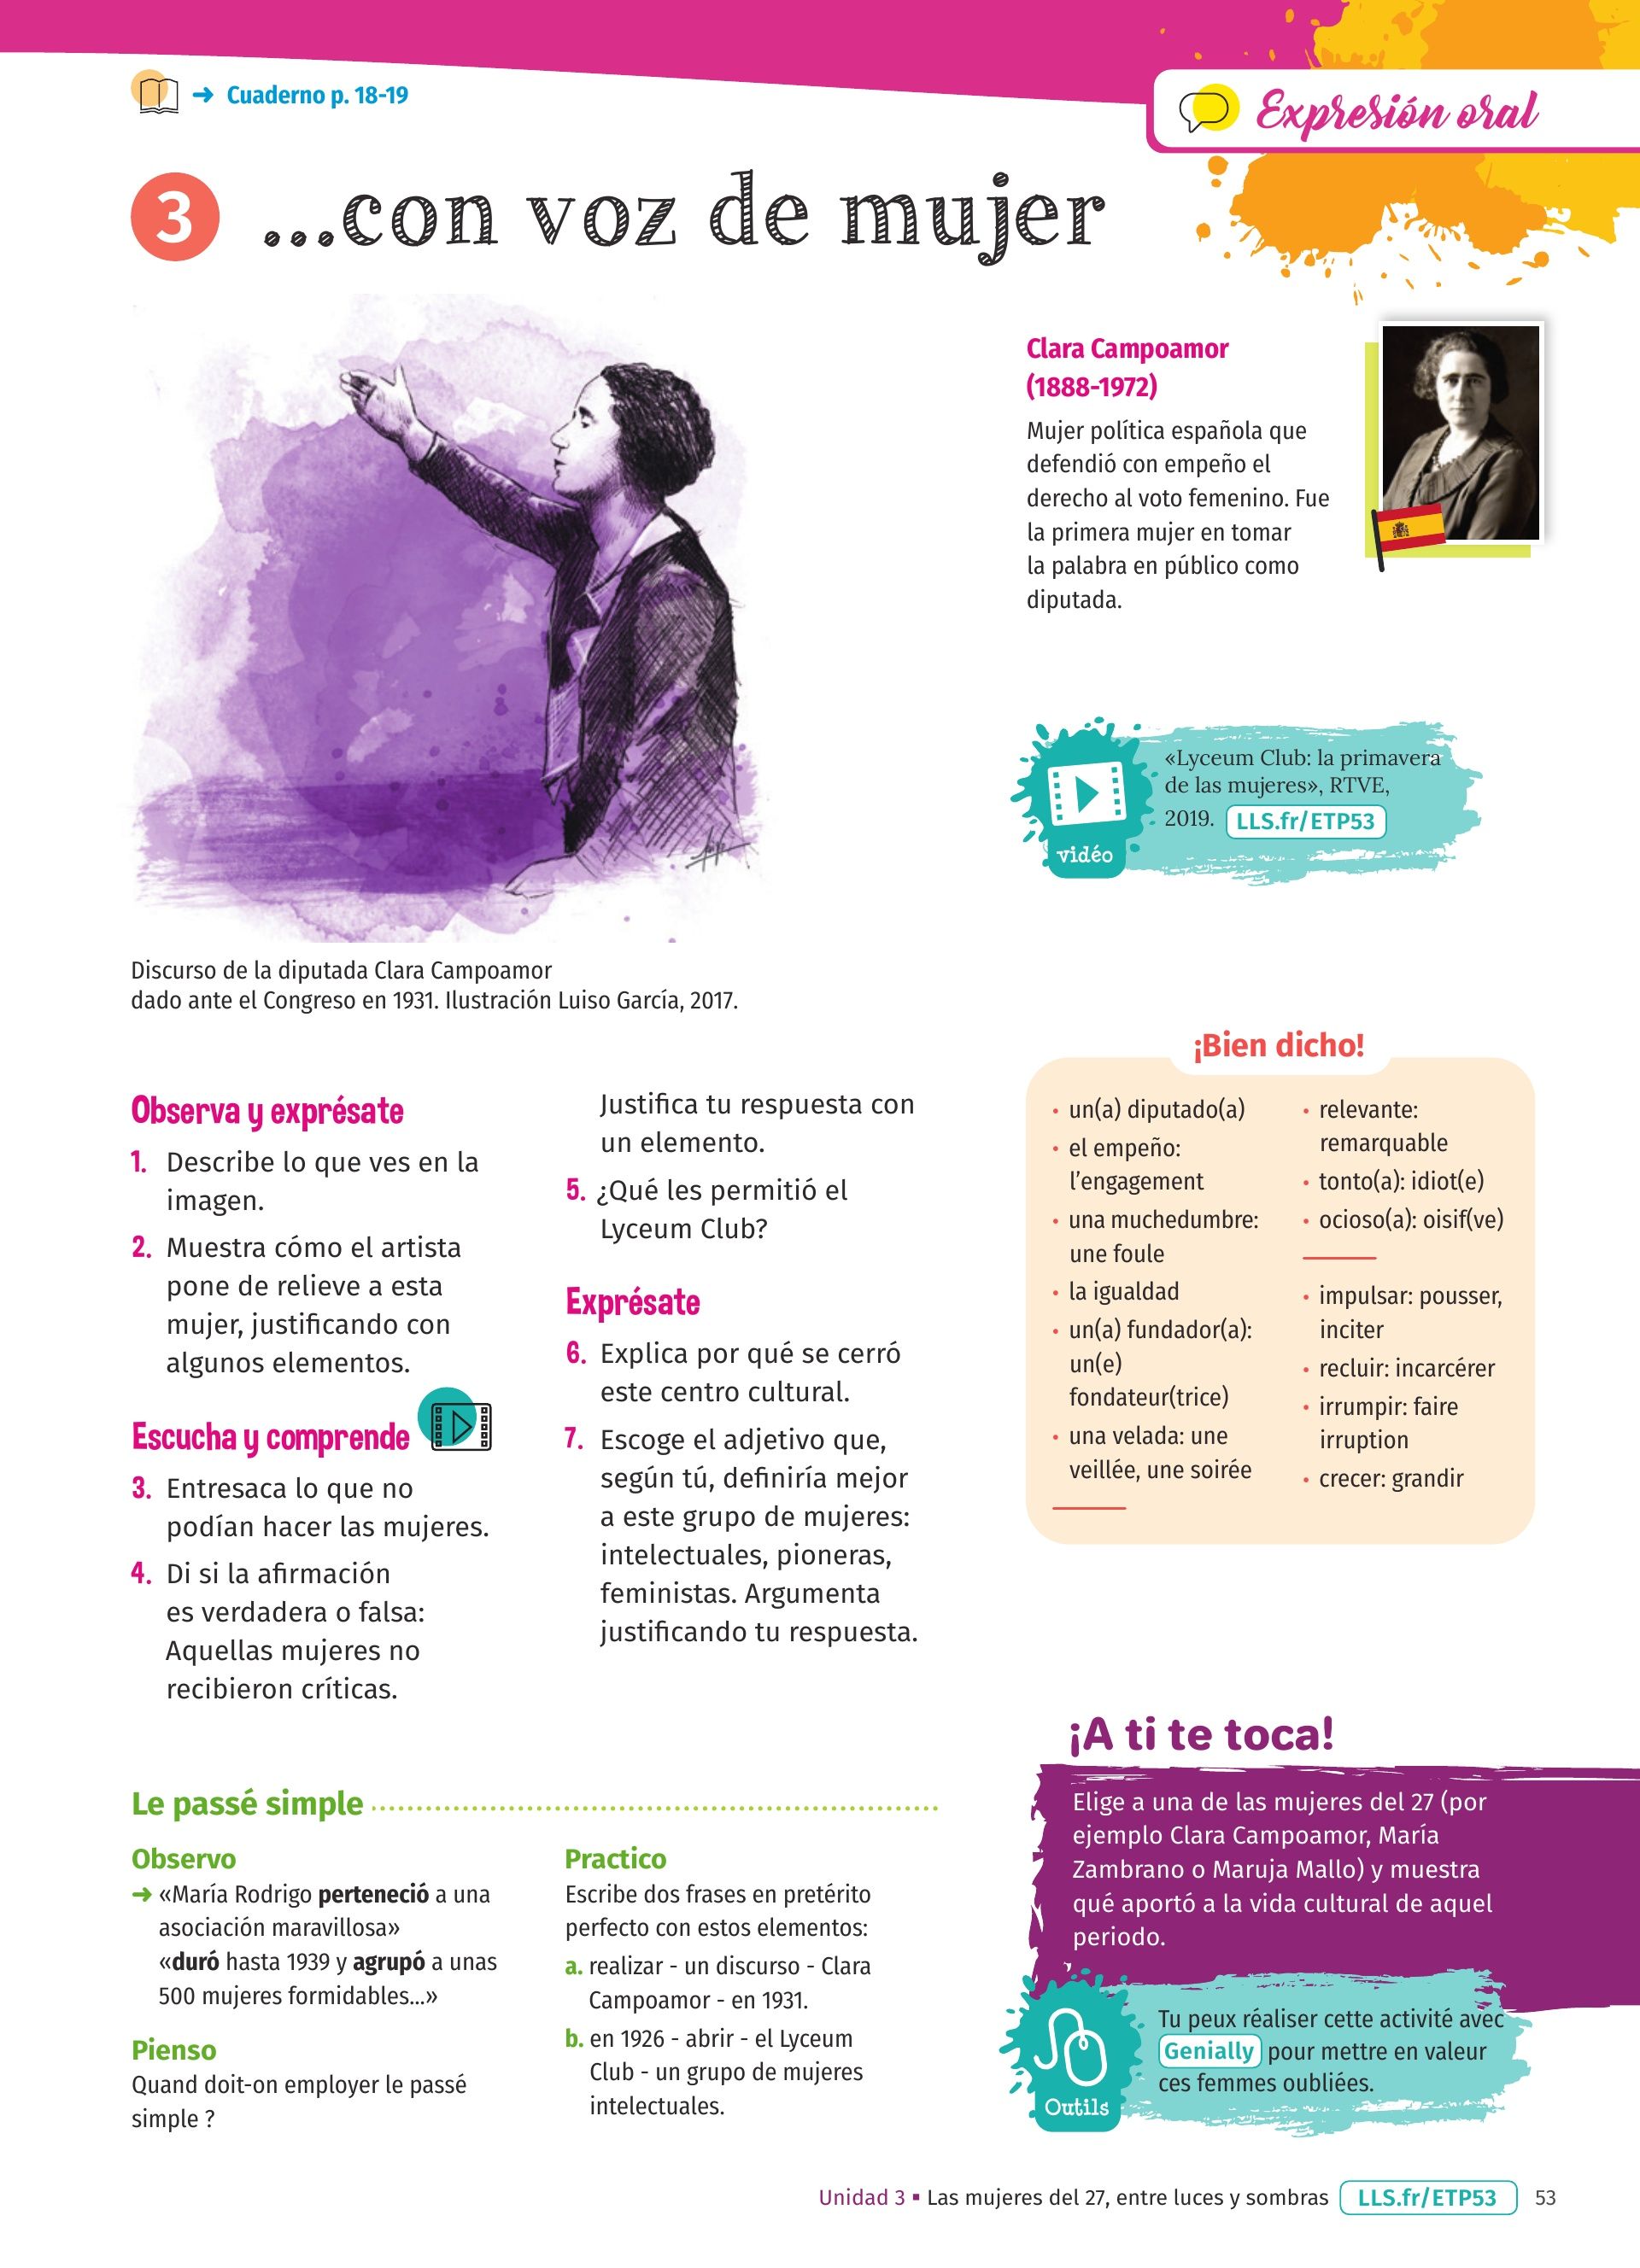 ➜ Cuaderno p. 18-19
Expresión oral
3 ...con voz de mujer
Clara Campoamor
(1888-1972)
Mujer política española que
defendió con empeño el
derecho al voto femenino. Fue
la primera mujer en tomar
la palabra en público como
diputada.
«Lyceum Club: la primavera
de las mujeres», RTVE,
2019. LLS.fr/ETP53
vidéo
Discurso de la diputada Clara Campoamor
dado ante el Congreso en 1931. Ilustración Luiso García, 2017.
Observa y exprésate
1. Describe lo que ves en la
imagen.
2. Muestra cómo el artista
pone de relieve a esta
mujer, justificando con
algunos elementos.
Escucha y comprende
3. Entresaca lo que no
podían hacer las mujeres.
4. Di si la afirmación
es verdadera o falsa:
Aquellas mujeres no
recibieron críticas.
Justifica tu respuesta con
un elemento.
5. ¿Qué les permitió el
Lyceum Club?
Exprésate
6. Explica por qué se cerró
este centro cultural.
7. Escoge el adjetivo que,
según tú, definiría mejor
a este grupo de mujeres:
intelectuales, pioneras,
feministas. Argumenta
justificando tu respuesta.
¡Bien dicho!
• un(a) diputado(a)
• el empeño:
l'engagement
• una muchedumbre:
une foule
• la igualdad
• un(a) fundador(a):
un(e)
fondateur(trice)
• una velada: une
veillée, une soirée
• relevante:
remarquable
• tonto(a): idiot(e)
• ocioso(a): oisif(ve)
• impulsar: pousser,
inciter
• recluir: incarcérer
• irrumpir: faire
irruption
• crecer: grandir
Le passé simple
Observo
➜ «María Rodrigo perteneció a una
asociación maravillosa»
«duró hasta 1939 y agrupó a unas
500 mujeres formidables...»
Pienso
Quand doit-on employer le passé
simple ?
Practico
Escribe dos frases en pretérito
perfecto con estos elementos:
a. realizar - un discurso - Clara
Campoamor - en 1931.
b. en 1926 - abrir - el Lyceum
Club - un grupo de mujeres
intelectuales.
¡A ti te toca!
Elige a una de las mujeres del 27 (por
ejemplo Clara Campoamor, María
Zambrano o Maruja Mallo) y muestra
qué aportó a la vida cultural de aquel
periodo.
Tu peux réaliser cette activité avec
Genially pour mettre en valeur
ces femmes oubliées.
Outils
Unidad 3 ▪ Las mujeres del 27, entre luces y sombras LLS.fr/ETP53 53